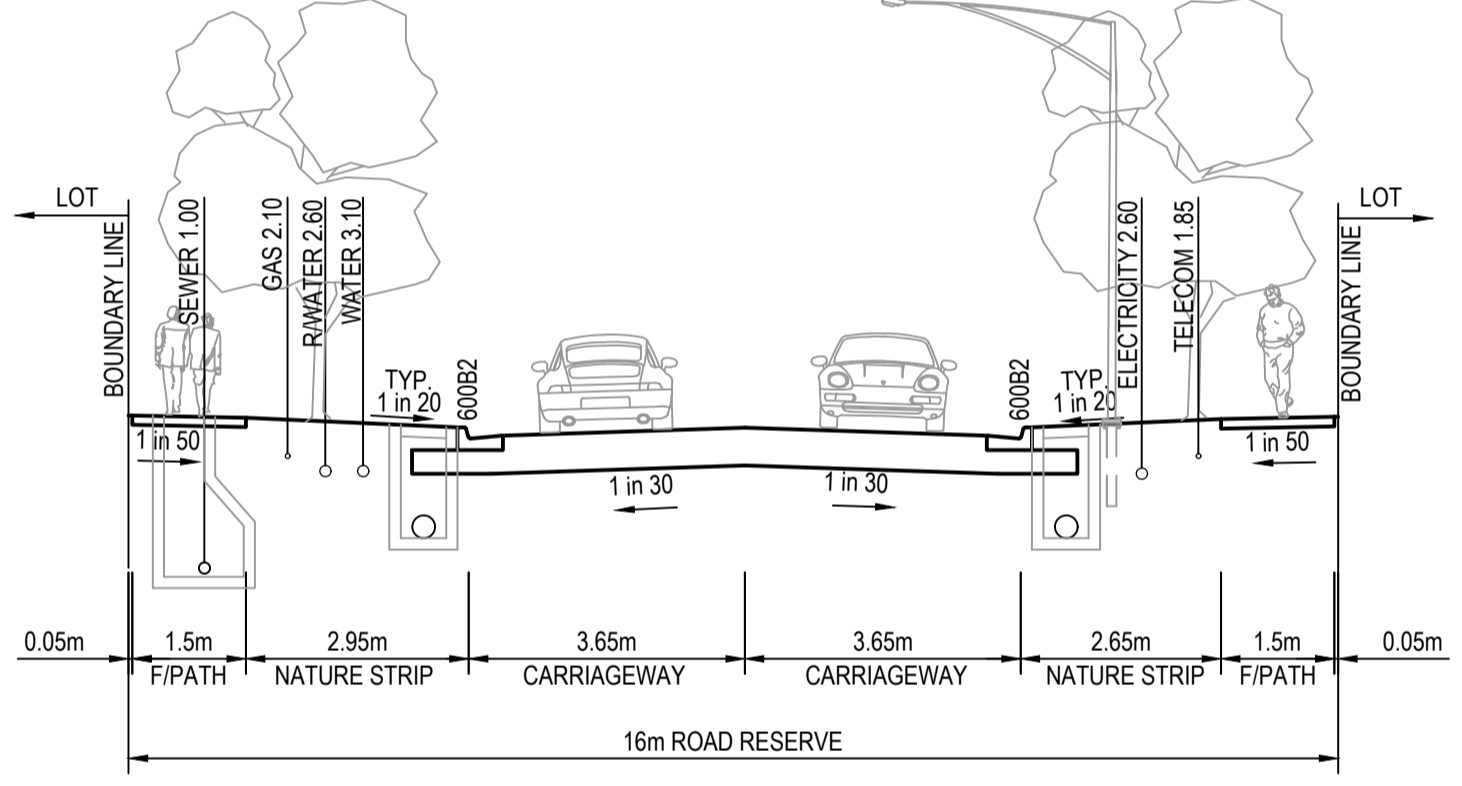 LOT
LOT
BOUNDARY LINE
SEWER 1.00
GAS 2.10
R/WATER 2.60
WATER 3.10
ELECTRICITY 2.60
TELECOM 1.85
BOUNDARY LINE
TYP.
1 in 20
600B2
600B2
TYP.
1 in 20
1 in 50
1 in 50
1 in 30
1 in 30
0.05m
1.5m
2.95m
3.65m
3.65m
2.65m
1.5m
0.05m
F/PATH
NATURE STRIP
CARRIAGEWAY
CARRIAGEWAY
NATURE STRIP
F/PATH
16m ROAD RESERVE